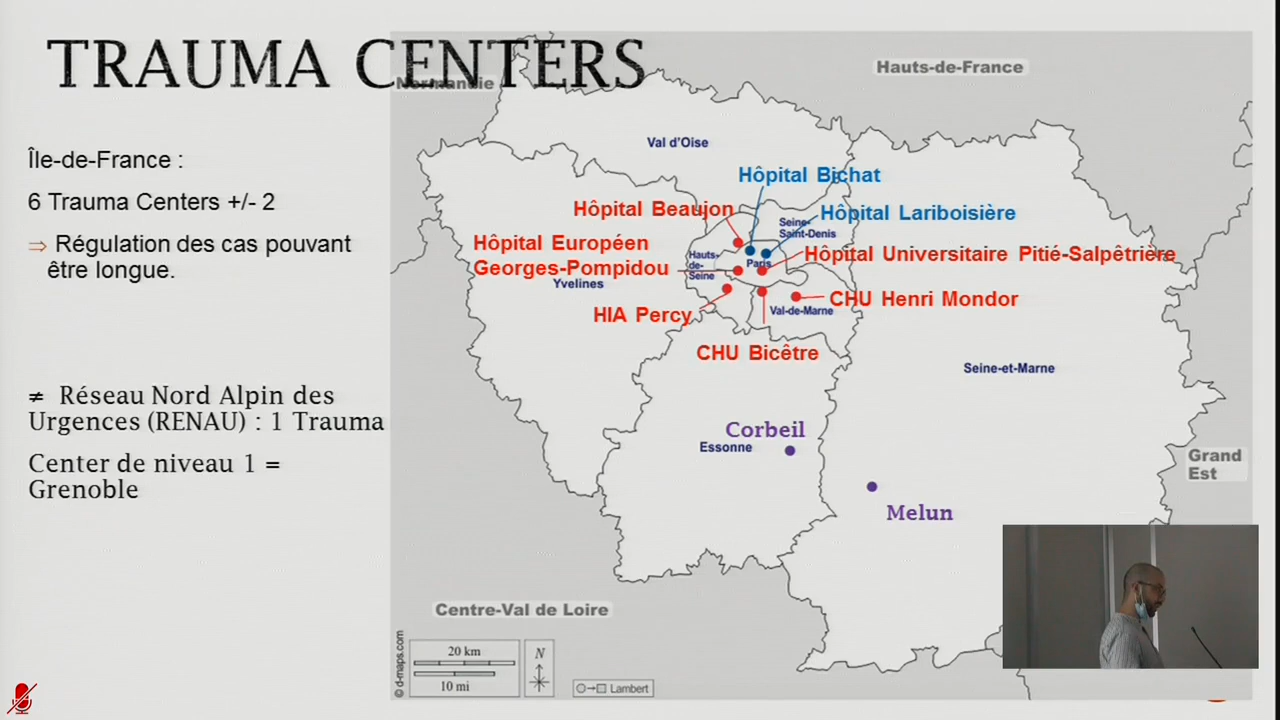 TRAUMA CENTERS
Île-de-France :
6 Trauma Centers +/- 2
⇒ Régulation des cas pouvant
être longue.
≠ Réseau Nord Alpin des
Urgences (RENAU) : 1 Trauma
Center de niveau 1 =
Grenoble
Normandie
Hauts-de-France
Val d'Oise
Hôpital Bichat
Hôpital Beaujon
Hôpital Lariboisière
Seine-
Saint-Denis
Hôpital Européen
Georges-Pompidou
Hauts-
de-
Seine
Paris
Hôpital Universitaire Pitié-Salpêtrière
Yvelines
HIA Percy
CHU Henri Mondor
Val-de-Marne
CHU Bicêtre
Seine-et-Marne
Corbeil
Essonne
Grand
Est
Melun
Centre-Val de Loire
© d-maps.com
20 km
10 mi
N
Lambert